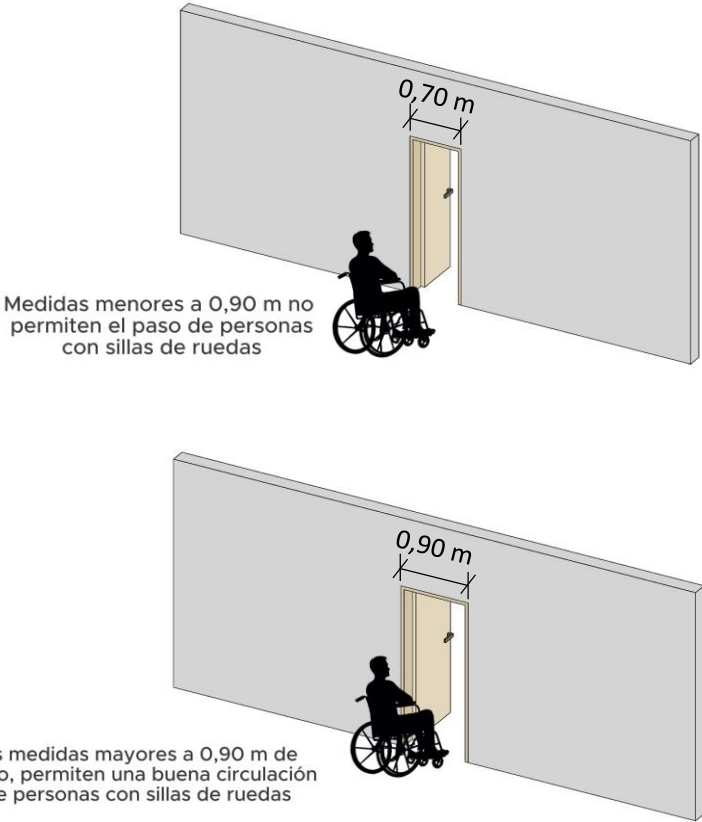 0,70 m
Medidas menores a 0,90 m no
permiten el paso de personas
con sillas de ruedas
0,90 m
medidas mayores a 0,90 m de
permiten una buena circulación
personas con sillas de ruedas